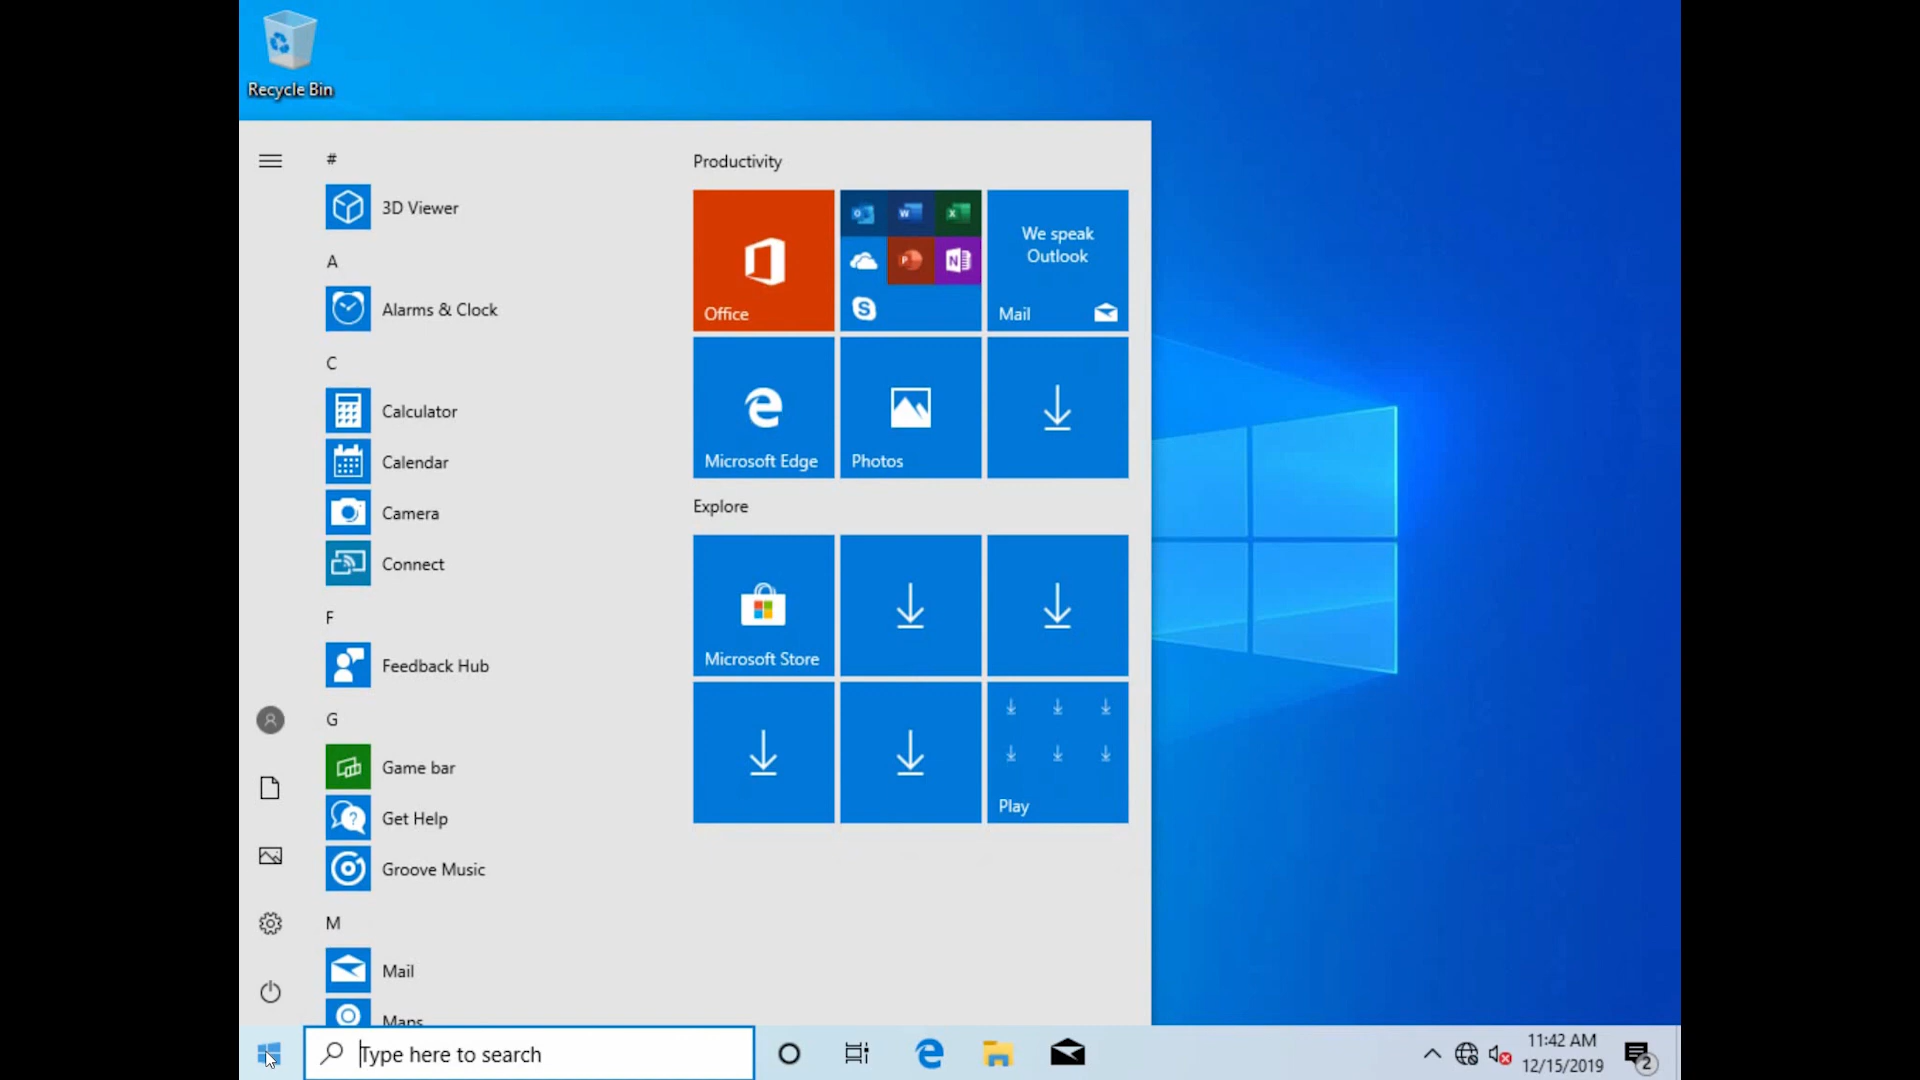 Recycle Bin
#
3D Viewer
A
Alarms & Clock
C
Calculator
Calendar
Camera
Connect
F
Feedback Hub
G
Game bar
Get Help
Groove Music
M
Mail
Maps
Productivity
Office
We speak
Outlook
Mail
Microsoft Edge
Photos
Explore
Microsoft Store
Play
Type here to search
11:42 AM
12/15/2019
2